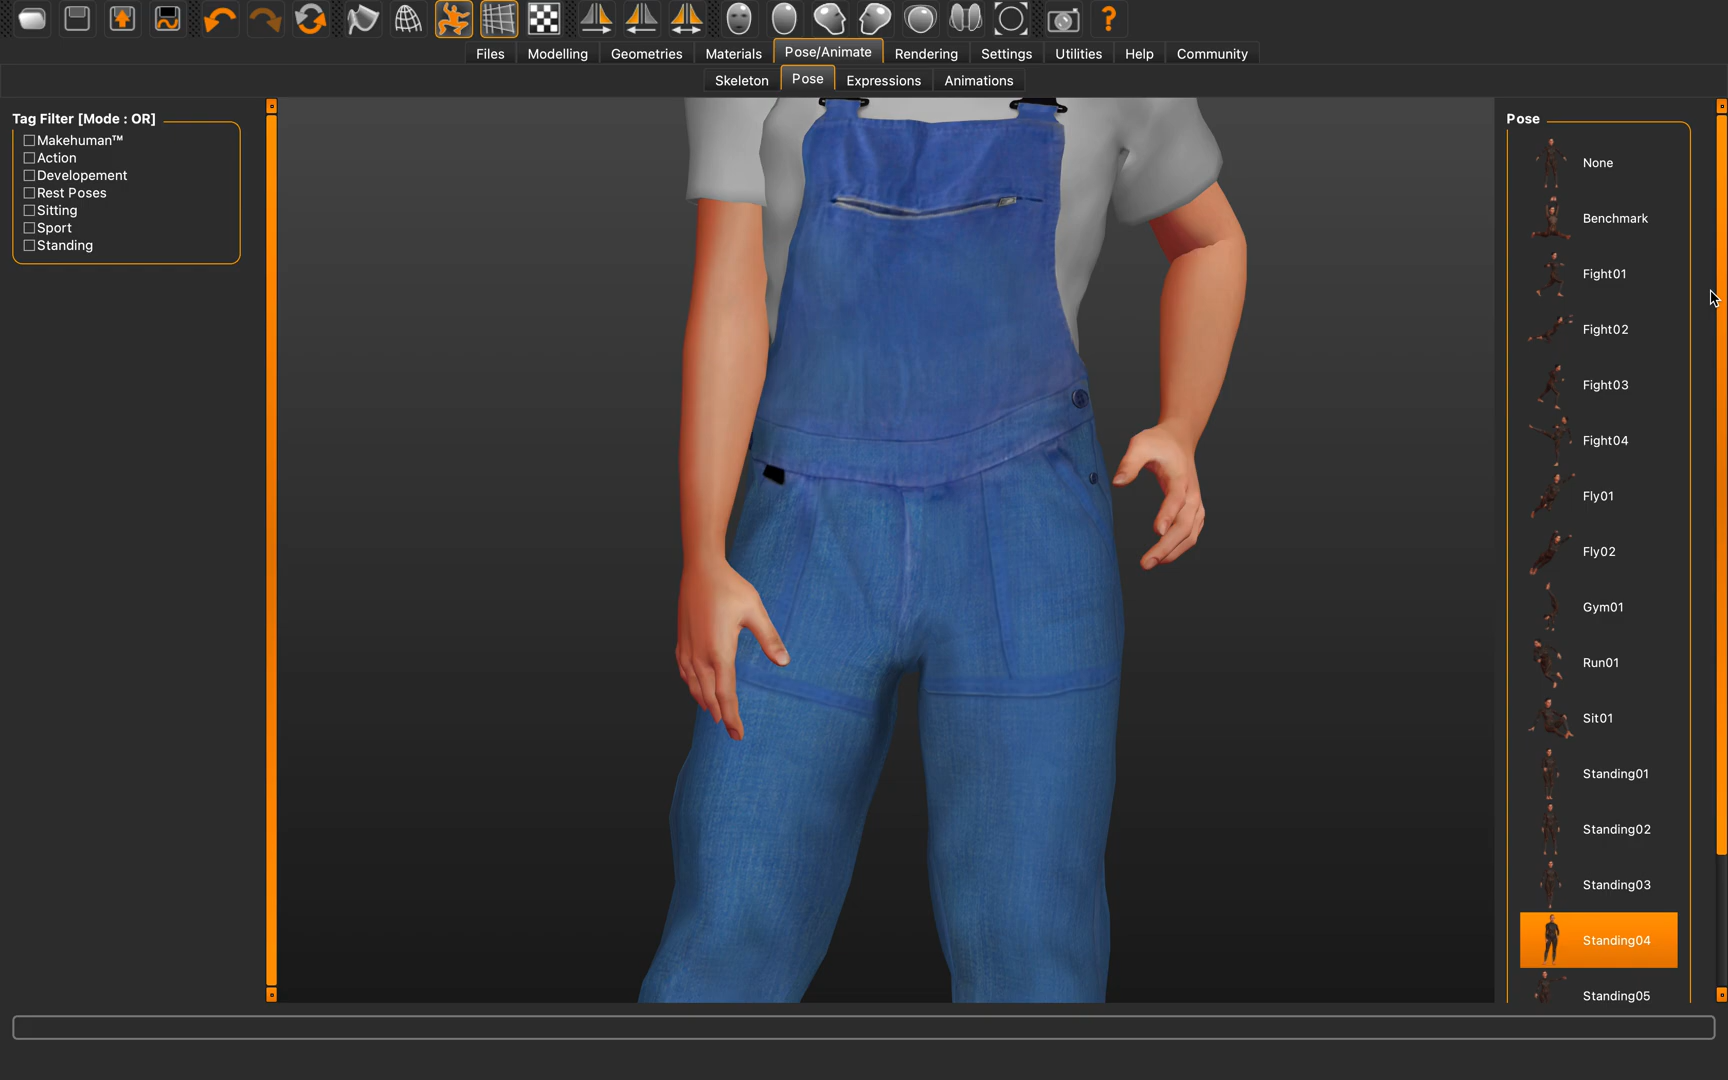 Files Modelling Geometries Materials Pose/Animate Rendering Settings Utilities Help Community
Skeleton Pose Expressions Animations
Tag Filter [Mode : OR]
Makehuman™
Action
Developement
Rest Poses
Sitting
Sport
Standing
Pose
None
Benchmark
Fight01
Fight02
Fight03
Fight04
Fly01
Fly02
Gym01
Run01
Sit01
Standing01
Standing02
Standing03
Standing04
Standing05